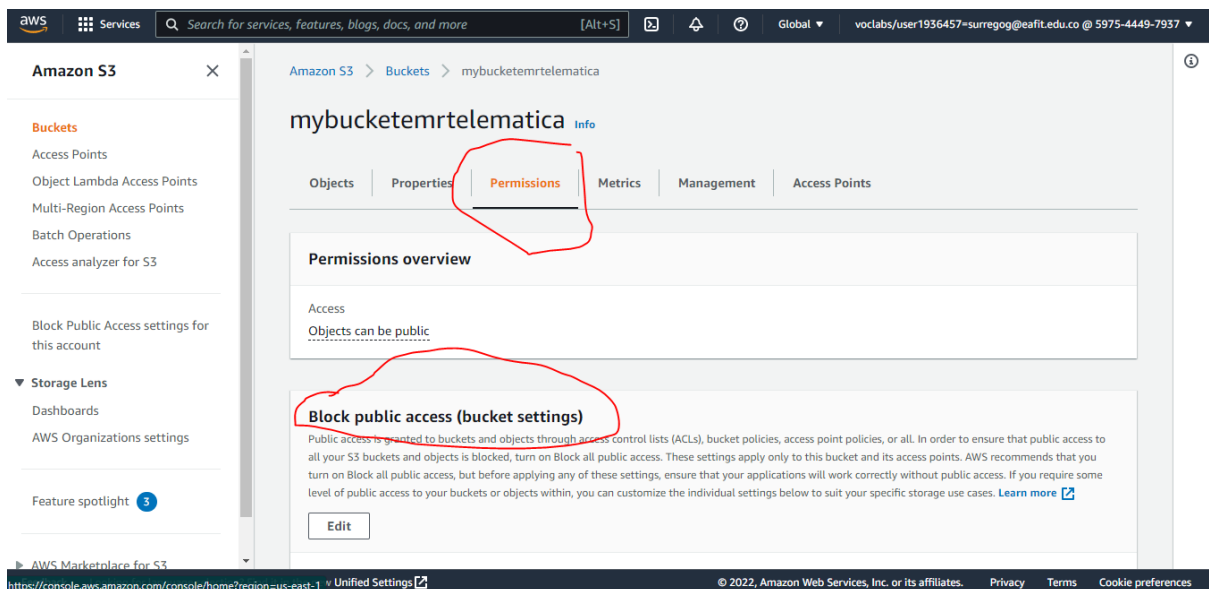 aws
Services
Search for services, features, blogs, docs, and more
[Alt+S]
Global ▼
voclabs/user1936457=surregog@eafit.edu.co @ 5975-4449-7937 ▼
Amazon S3
Buckets
Access Points
Object Lambda Access Points
Multi-Region Access Points
Batch Operations
Access analyzer for S3
Block Public Access settings for
this account
Storage Lens
Dashboards
AWS Organizations settings
Feature spotlight 3
AWS Marketplace for S3
Amazon S3 > Buckets > mybucketemrtelematica
mybucketemrtelematica Info
Objects
Properties
Permissions
Metrics
Management
Access Points
Permissions overview
Access
Objects can be public
Block public access (bucket settings)
Public access is granted to buckets and objects through access control lists (ACLs), bucket policies, access point policies, or all. In order to ensure that public access to
all your S3 buckets and objects is blocked, turn on Block all public access. These settings apply only to this bucket and its access points. AWS recommends that you
turn on Block all public access, but before applying any of these settings, ensure that your applications will work correctly without public access. If you require some
level of public access to your buckets or objects within, you can customize the individual settings below to suit your specific storage use cases. Learn more
Edit
https://console.aws.amazon.com/console/home?region=us-east-1
Unified Settings
© 2022, Amazon Web Services, Inc. or its affiliates.
Privacy
Terms
Cookie preferences